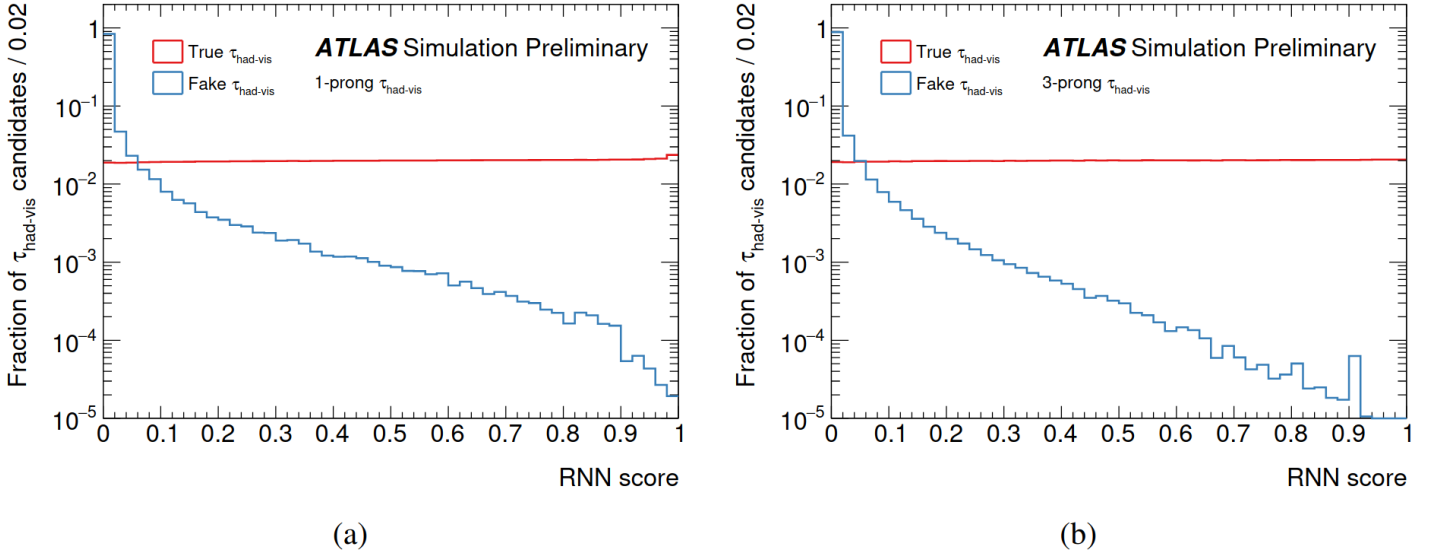 Fraction of τhad-vis candidates / 0.02
1
10−1
10−2
10−3
10−4
10−5
True τhad-vis
Fake τhad-vis
ATLAS Simulation Preliminary
1-prong τhad-vis
0 0.1 0.2 0.3 0.4 0.5 0.6 0.7 0.8 0.9 1
RNN score
(a)
Fraction of τhad-vis candidates / 0.02
1
10−1
10−2
10−3
10−4
10−5
True τhad-vis
Fake τhad-vis
ATLAS Simulation Preliminary
3-prong τhad-vis
0 0.1 0.2 0.3 0.4 0.5 0.6 0.7 0.8 0.9 1
RNN score
(b)